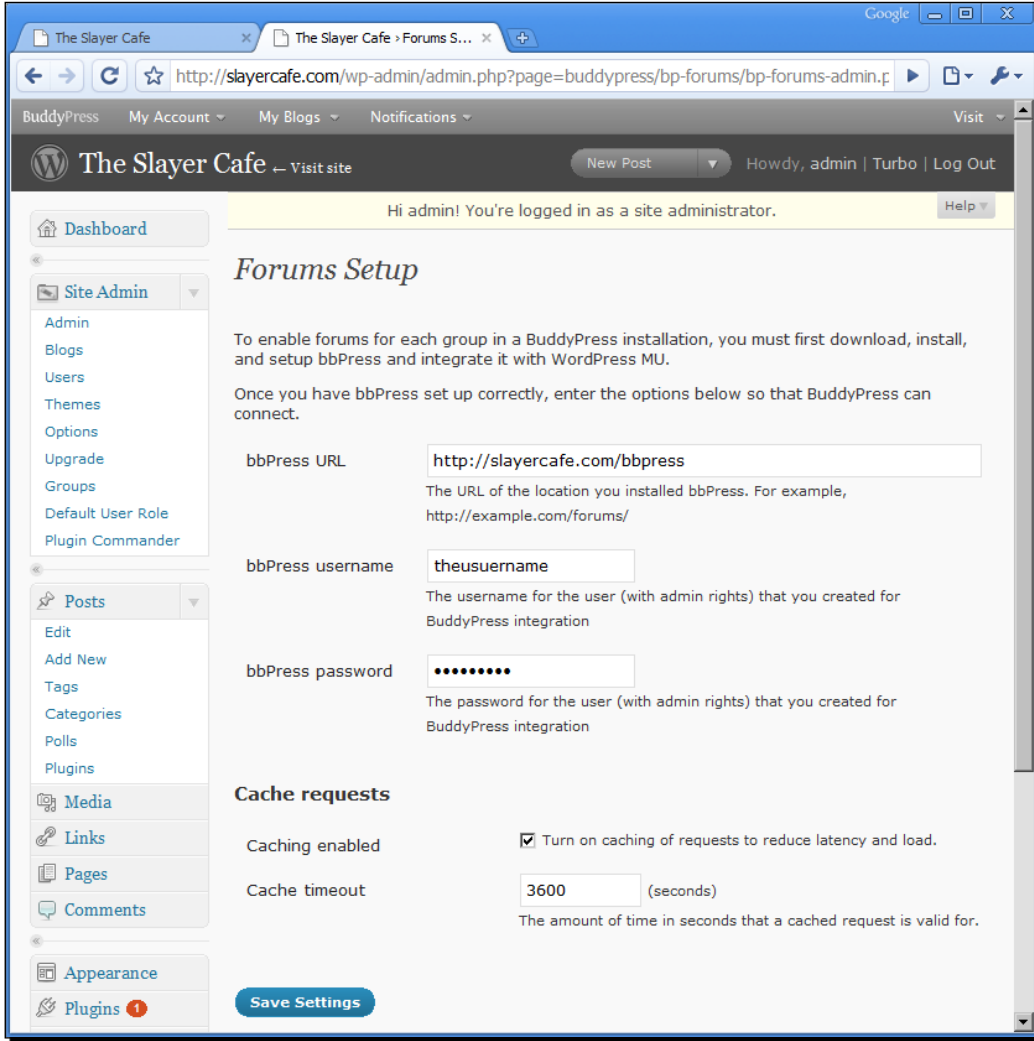 Google
The Slayer Cafe
The Slayer Cafe › Forums S...
http://slayercafe.com/wp-admin/admin.php?page=buddypress/bp-forums/bp-forums-admin.p
BuddyPress My Account My Blogs Notifications Visit
The Slayer Cafe ← Visit site New Post Howdy, admin | Turbo | Log Out
Hi admin! You're logged in as a site administrator. Help
Dashboard
Site Admin
Admin
Blogs
Users
Themes
Options
Upgrade
Groups
Default User Role
Plugin Commander
Posts
Edit
Add New
Tags
Categories
Polls
Plugins
Media
Links
Pages
Comments
Appearance
Plugins 1
Forums Setup
To enable forums for each group in a BuddyPress installation, you must first download, install,
and setup bbPress and integrate it with WordPress MU.
Once you have bbPress set up correctly, enter the options below so that BuddyPress can
connect.
bbPress URL http://slayercafe.com/bbpress
The URL of the location you installed bbPress. For example,
http://example.com/forums/
bbPress username theusuername
The username for the user (with admin rights) that you created for
BuddyPress integration
bbPress password •••••••••
The password for the user (with admin rights) that you created for
BuddyPress integration
Cache requests
Caching enabled Turn on caching of requests to reduce latency and load.
Cache timeout 3600 (seconds)
The amount of time in seconds that a cached request is valid for.
Save Settings